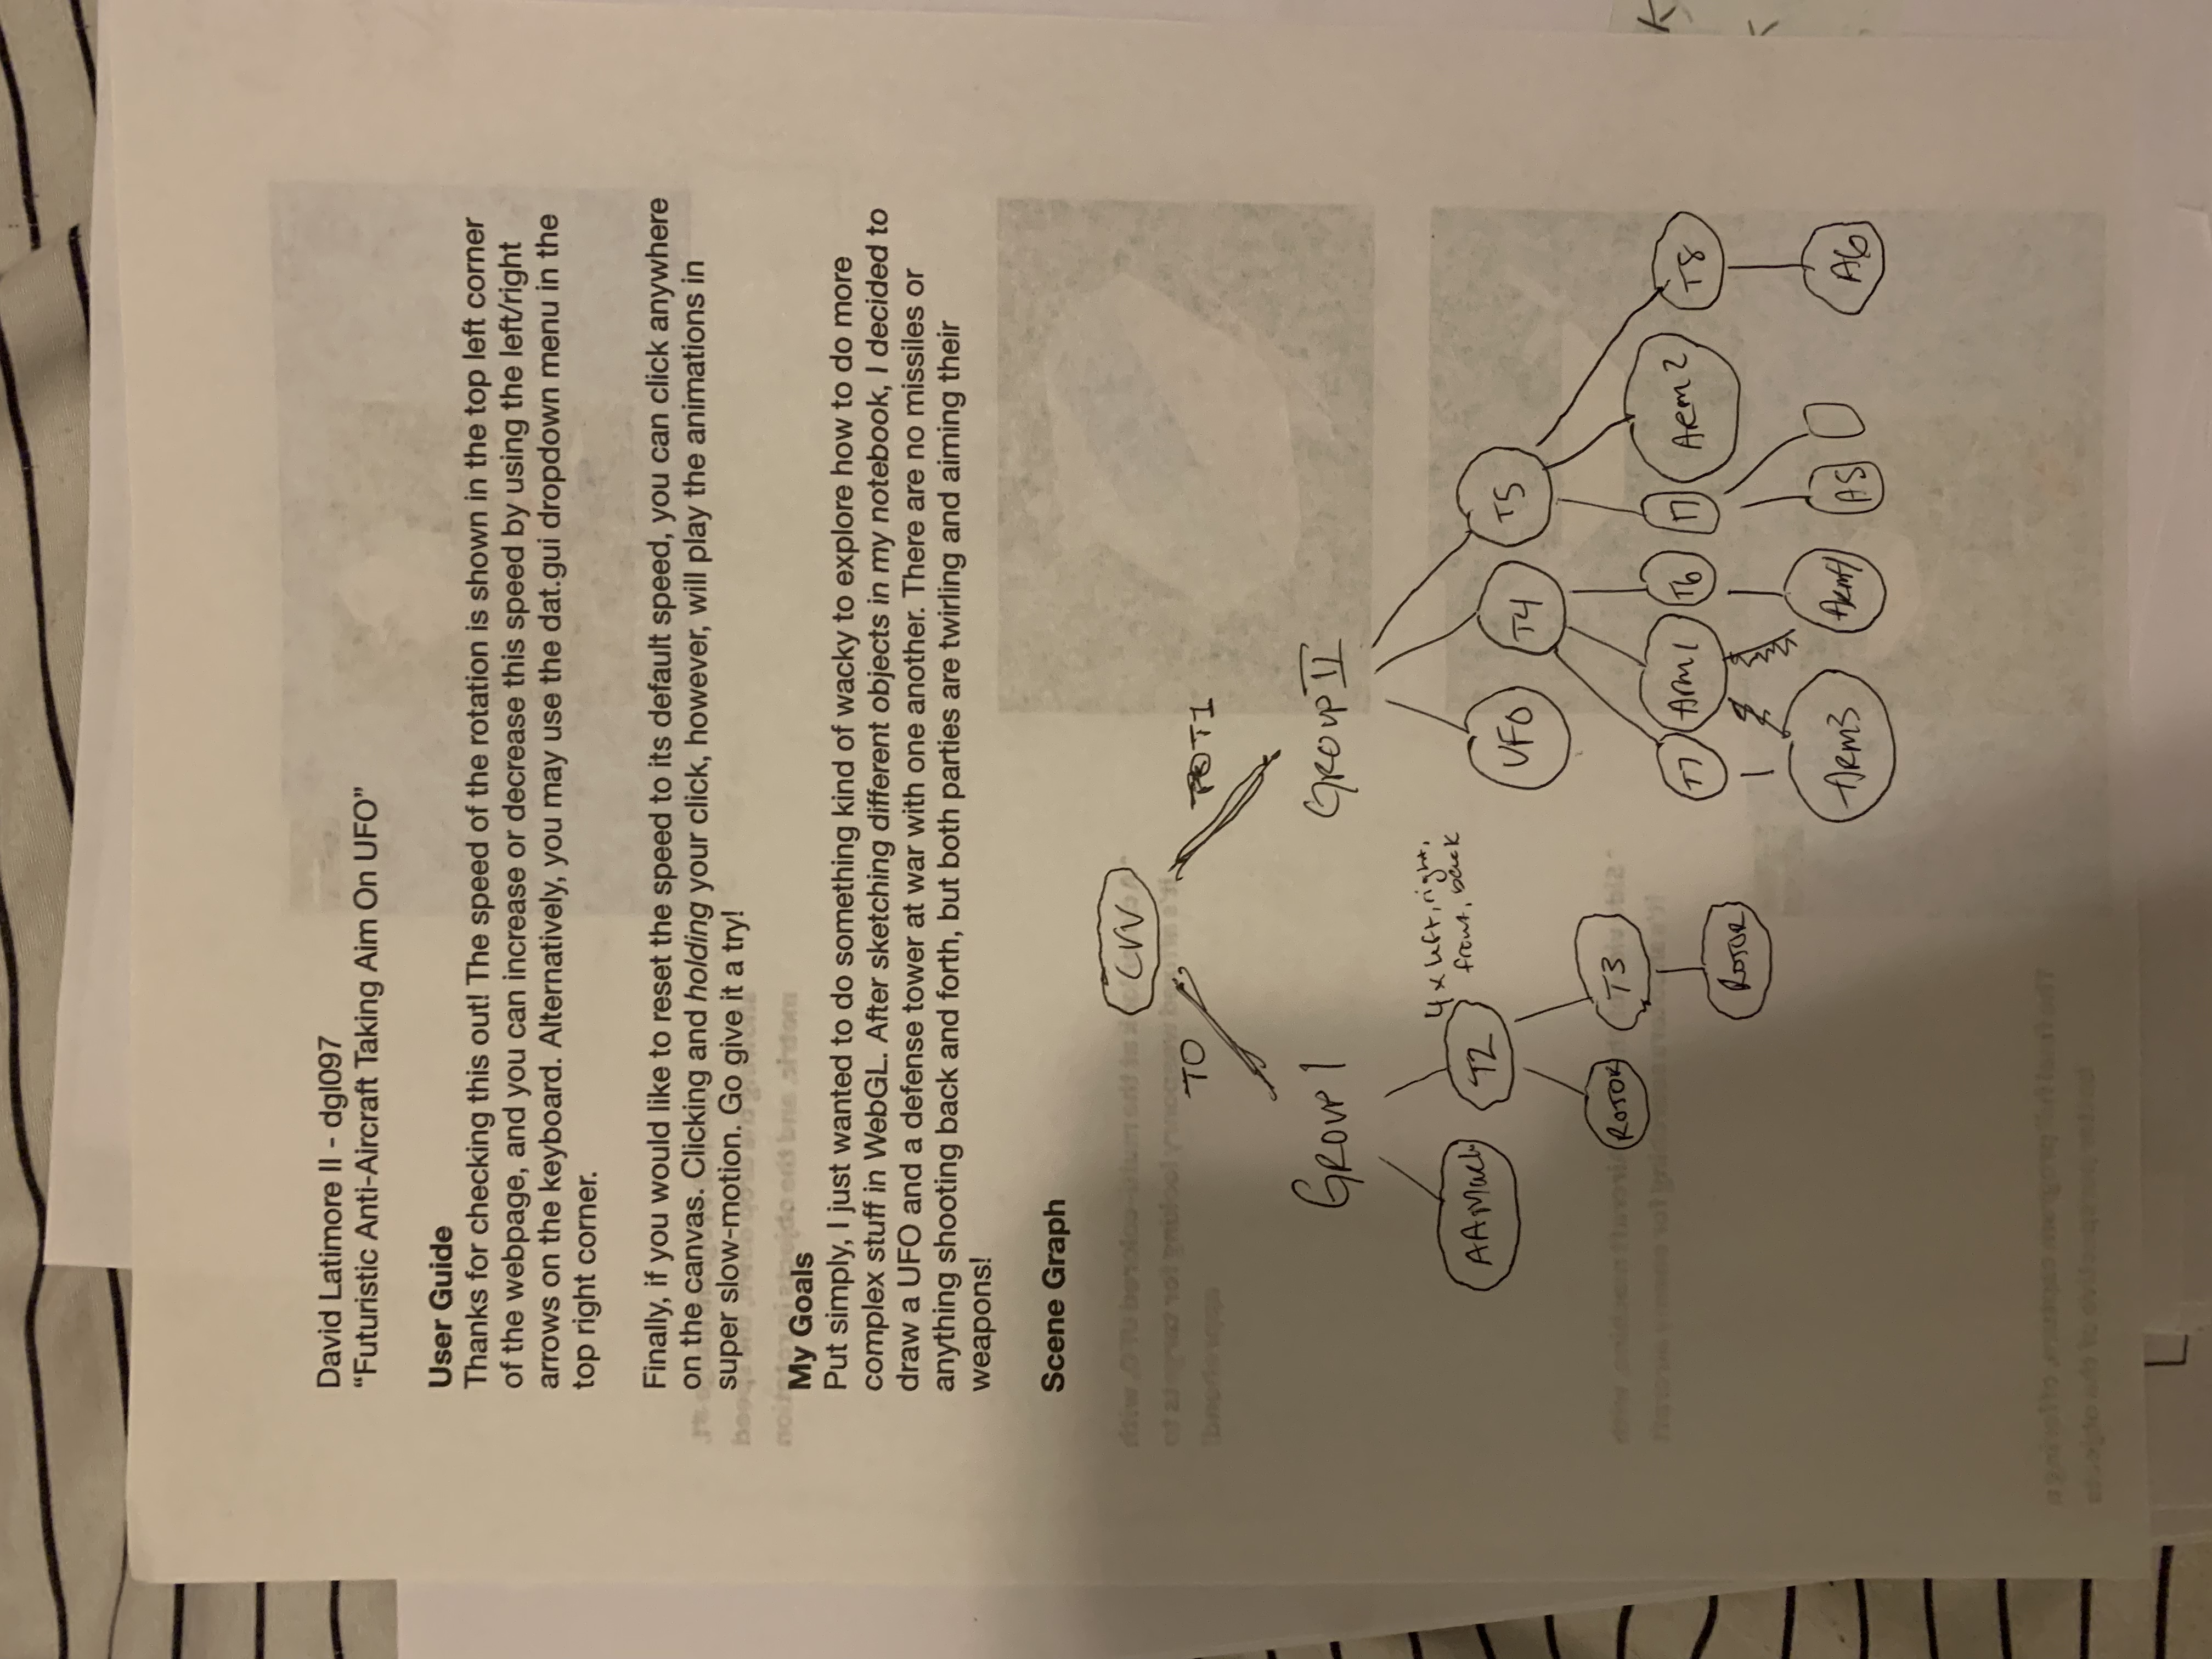 David Latimore II - dgl097
“Futuristic Anti-Aircraft Taking Aim On UFO”
User Guide
Thanks for checking this out! The speed of the rotation is shown in the top left corner
of the webpage, and you can increase or decrease this speed by using the left/right
arrows on the keyboard. Alternatively, you may use the dat.gui dropdown menu in the
top right corner.
Finally, if you would like to reset the speed to its default speed, you can click anywhere
on the canvas. Clicking and holding your click, however, will play the animations in
super slow-motion. Go give it a try!
My Goals
Put simply, I just wanted to do something kind of wacky to explore how to do more
complex stuff in WebGL. After sketching different objects in my notebook, I decided to
draw a UFO and a defense tower at war with one another. There are no missiles or
anything shooting back and forth, but both parties are twirling and aiming their
weapons!
Scene Graph
CVV
T0 T1
GROUP 1 GROUP II
4x left, right,
front, back
AAMach T2 UFO T4 T5
ROTOR T3 T7 Arm1 T6 Arm2 T8
ROTOR
Arm3 Arm4 A5 A6